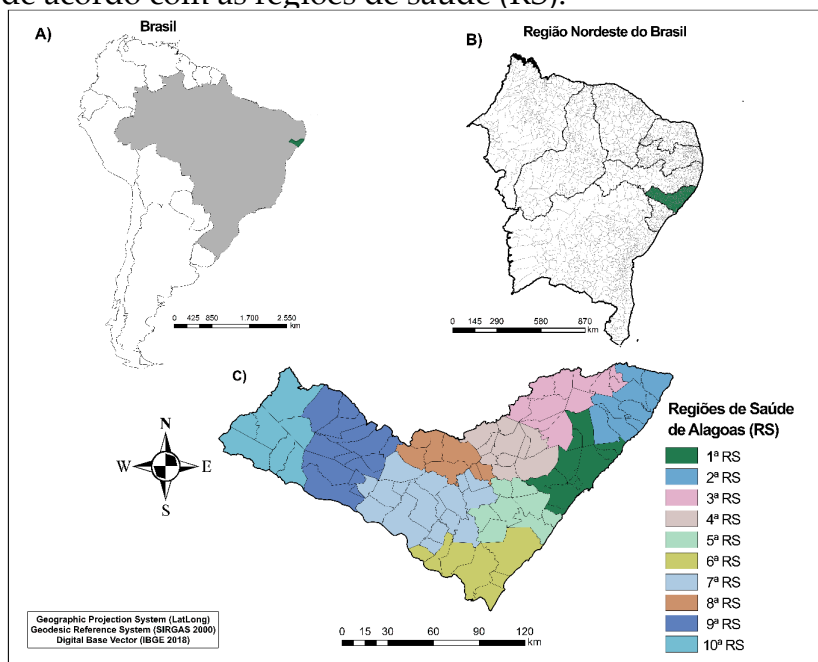 de acordo com as regiões de saúde (RS).
A)
Brasil
B)
Região Nordeste do Brasil
0 425 850 1.700 2.550
km
0 145 290 580 870
km
C)
N
W E
S
Regiões de Saúde
de Alagoas (RS)
1ª RS
2ª RS
3ª RS
4ª RS
5ª RS
6ª RS
7ª RS
8ª RS
9ª RS
10ª RS
Geographic Projection System (LatLong)
Geodesic Reference System (SIRGAS 2000)
Digital Base Vector (IBGE 2018)
0 15 30 60 90 120
km